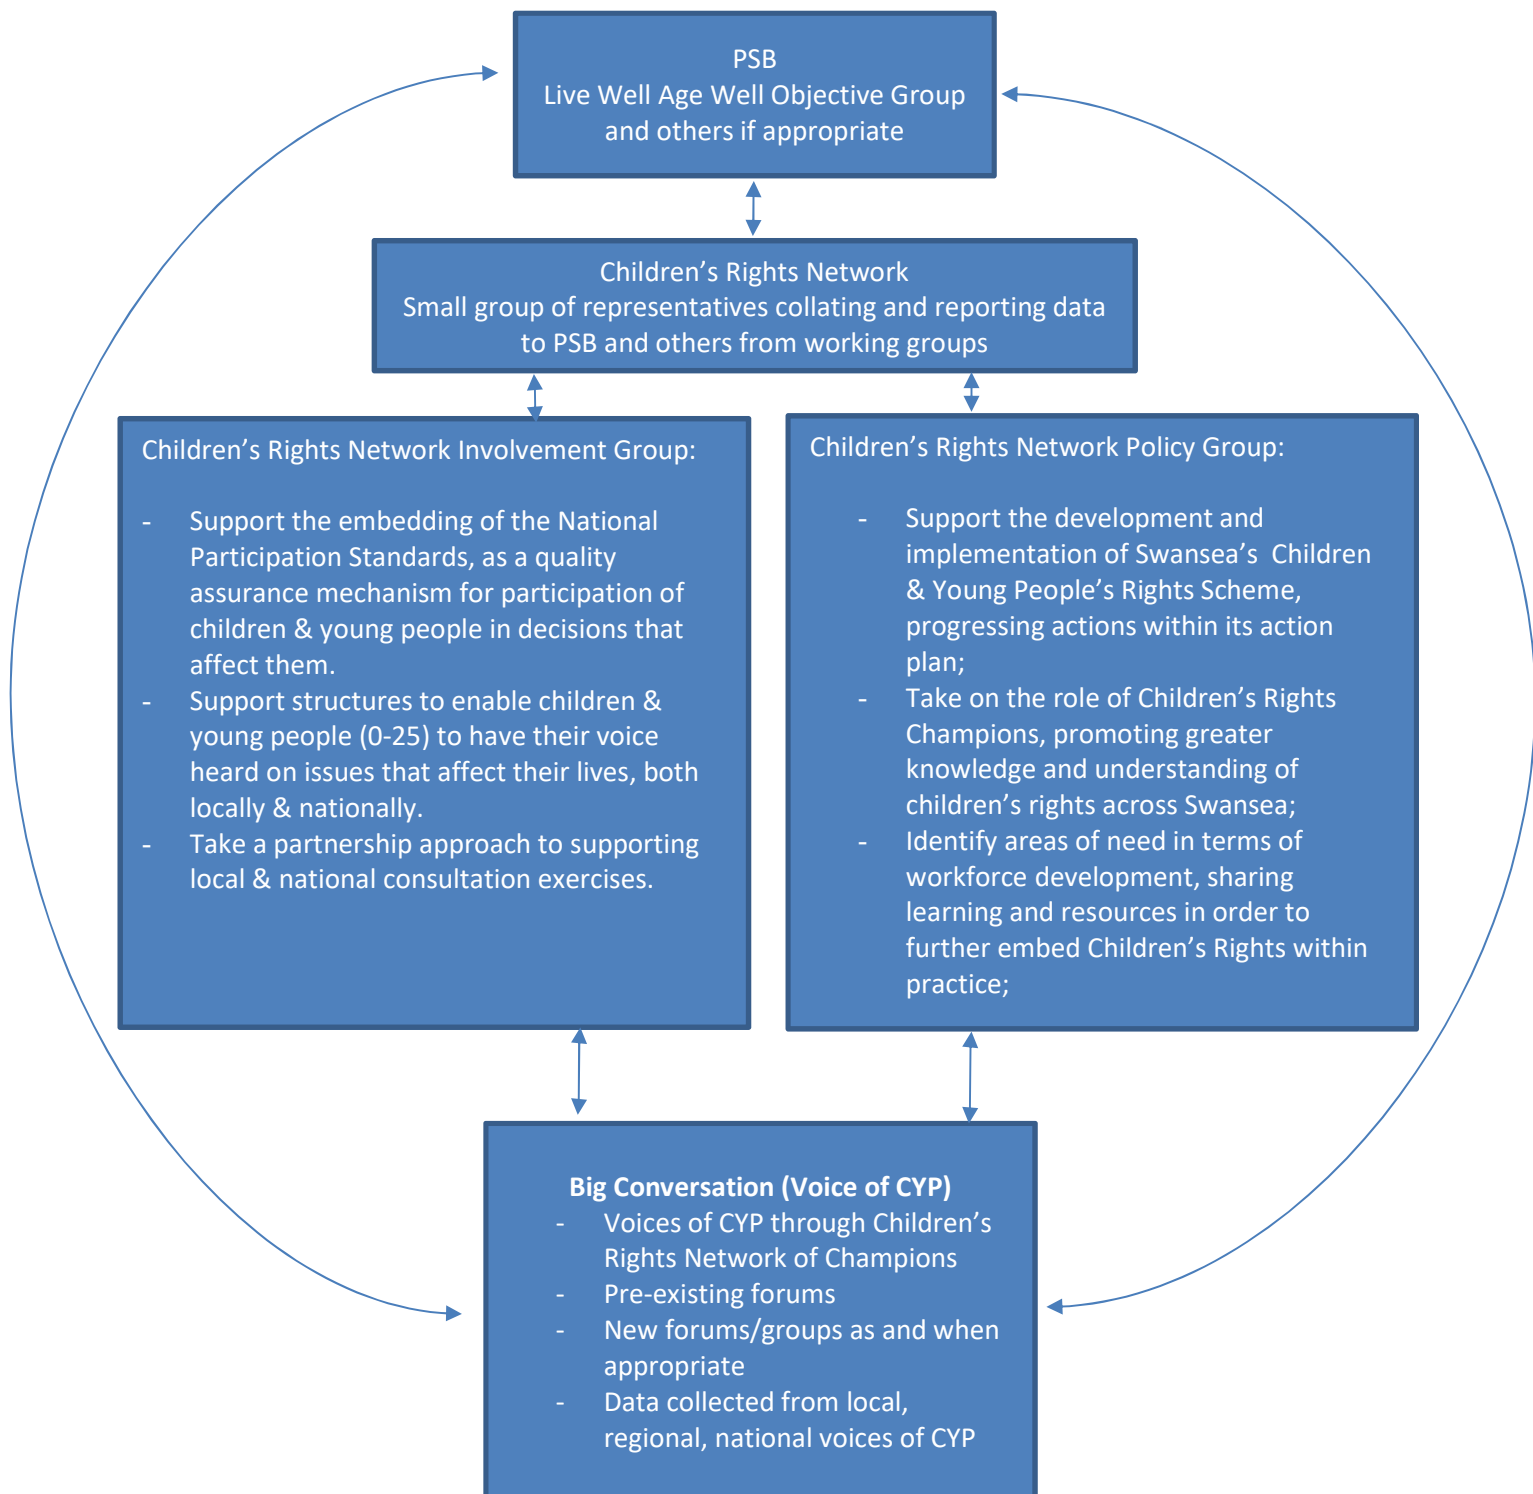 PSB
Live Well Age Well Objective Group
and others if appropriate
Children’s Rights Network
Small group of representatives collating and reporting data
to PSB and others from working groups
Children’s Rights Network Involvement Group:
- Support the embedding of the National
Participation Standards, as a quality
assurance mechanism for participation of
children & young people in decisions that
affect them.
- Support structures to enable children &
young people (0-25) to have their voice
heard on issues that affect their lives, both
locally & nationally.
- Take a partnership approach to supporting
local & national consultation exercises.
Children’s Rights Network Policy Group:
- Support the development and
implementation of Swansea’s  Children
& Young People’s Rights Scheme,
progressing actions within its action
plan;
- Take on the role of Children’s Rights
Champions, promoting greater
knowledge and understanding of
children’s rights across Swansea;
- Identify areas of need in terms of
workforce development, sharing
learning and resources in order to
further embed Children’s Rights within
practice;
Big Conversation (Voice of CYP)
- Voices of CYP through Children’s
Rights Network of Champions
- Pre-existing forums
- New forums/groups as and when
appropriate
- Data collected from local,
regional, national voices of CYP